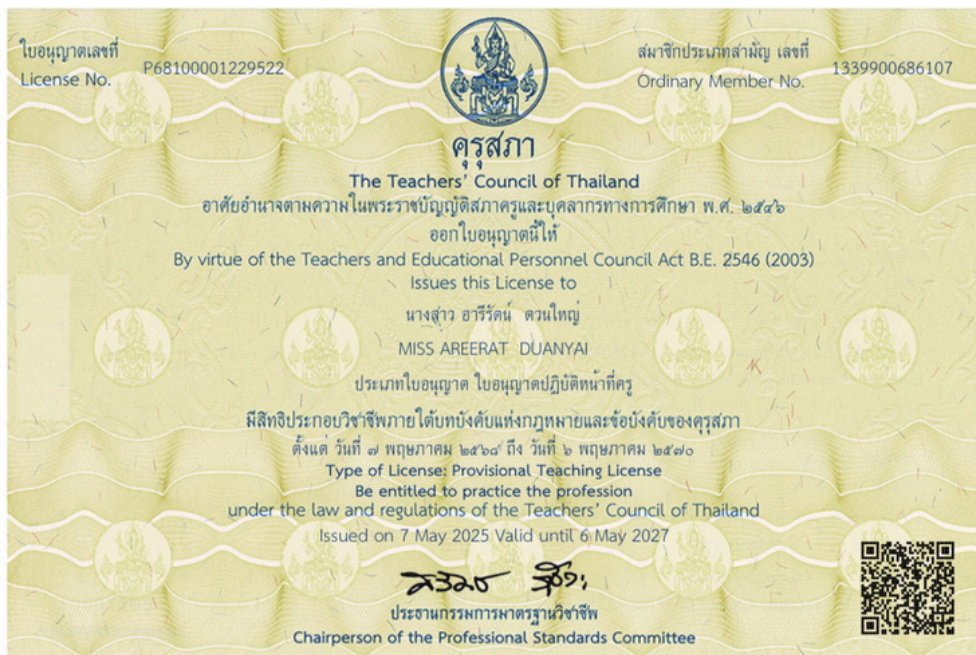 ใบอนุญาตเลขที่
License No.
P68100001229522
สมาชิกประเภทสามัญ เลขที่
Ordinary Member No.
1339900686107
คุรุสภา
The Teachers' Council of Thailand
อาศัยอำนาจตามความในพระราชบัญญัติสภาครูและบุคลากรทางการศึกษา พ.ศ. ๒๕๔๖
ออกใบอนุญาตนี้ให้
By virtue of the Teachers and Educational Personnel Council Act B.E. 2546 (2003)
Issues this License to
นางสาว อารีรัตน์ ดวนใหญ่
MISS AREERAT DUANYAI
ประเภทใบอนุญาต ใบอนุญาตปฏิบัติหน้าที่ครู
มีสิทธิประกอบวิชาชีพภายใต้บทบังคับแห่งกฎหมายและข้อบังคับของคุรุสภา
ตั้งแต่ วันที่ ๗ พฤษภาคม ๒๕๖๘ ถึง วันที่ ๖ พฤษภาคม ๒๕๗๐
Type of License: Provisional Teaching License
Be entitled to practice the profession
under the law and regulations of the Teachers' Council of Thailand
Issued on 7 May 2025 Valid until 6 May 2027
ประธานกรรมการมาตรฐานวิชาชีพ
Chairperson of the Professional Standards Committee